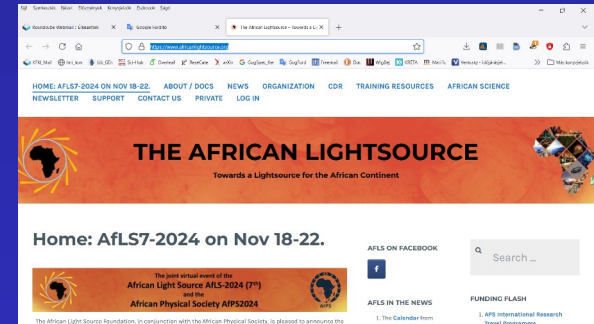 Roundcube Webmail :: Érkezettek
Google Fordító
The African Lightsource – Towards a Li
https://www.africanlightsource.org
HOME: AFLS7-2024 ON NOV 18-22. ABOUT / DOCS NEWS ORGANIZATION CDR TRAINING RESOURCES AFRICAN SCIENCE
NEWSLETTER SUPPORT CONTACT US PRIVATE LOG IN
THE AFRICAN LIGHTSOURCE
Towards a Lightsource for the African Continent
Home: AfLS7-2024 on Nov 18-22.
The joint virtual event of the
African Light Source AfLS-2024 (7th)
and the
African Physical Society AfPS2024
The African Light Source Foundation, in conjunction with the African Physical Society, is pleased to announce the
AFLS ON FACEBOOK
AFLS IN THE NEWS
1. The Calendar from
Search ...
FUNDING FLASH
1. APS International Research
Travel Programme